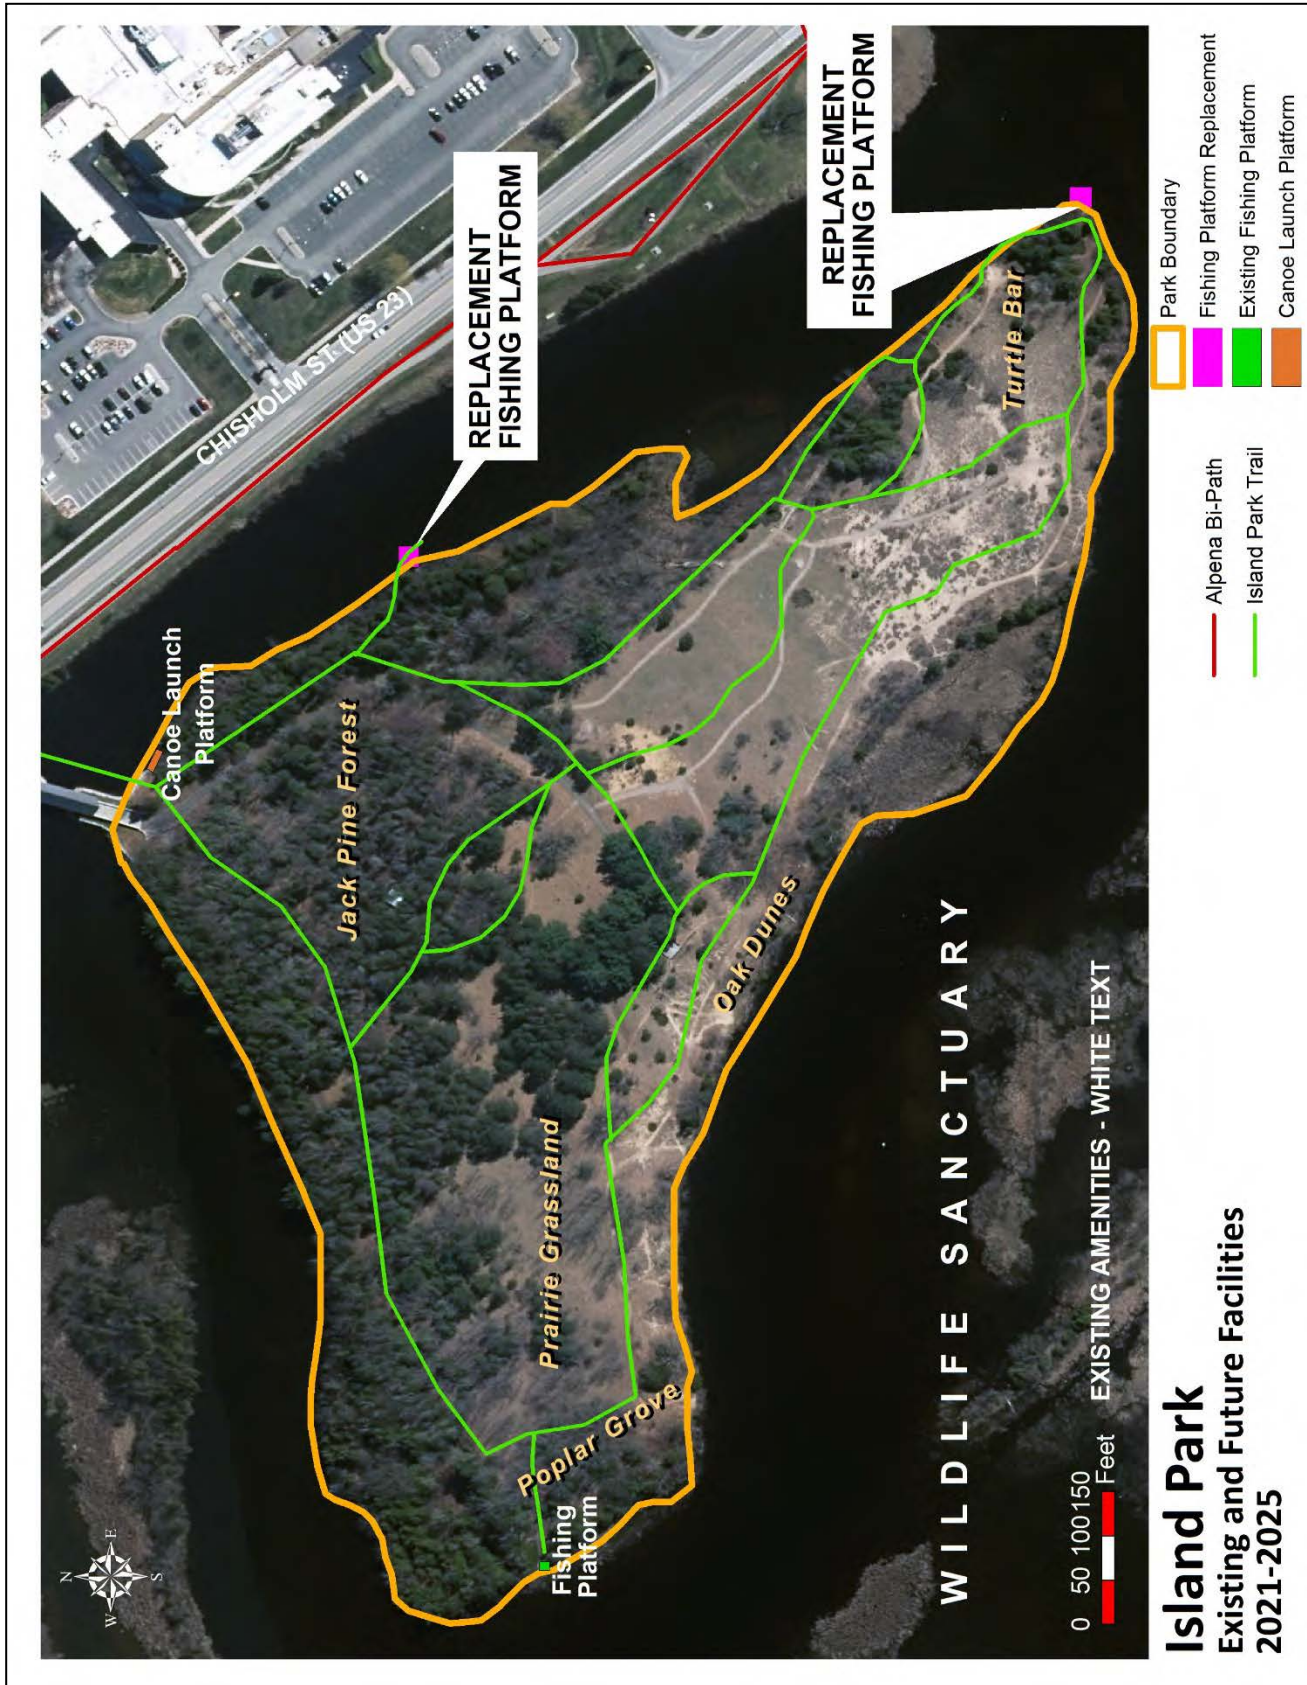 CHISHOLM ST (US 23)
REPLACEMENT
FISHING PLATFORM
REPLACEMENT
FISHING PLATFORM
Canoe Launch
Platform
Jack Pine Forest
Turtle Bar
Prairie Grassland
Oak Dunes
Poplar Grove
Fishing
Platform
WILDLIFE SANCTUARY
N
W
E
S
0 50 100 150
Feet
EXISTING AMENITIES - WHITE TEXT
Island Park
Existing and Future Facilities
2021-2025
Alpena Bi-Path
Island Park Trail
Park Boundary
Fishing Platform Replacement
Existing Fishing Platform
Canoe Launch Platform